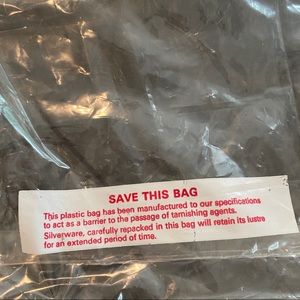 SAVE THIS BAG
This plastic bag has been manufactured to our specifications
to act as a barrier to the passage of tarnishing agents.
Silverware, carefully repacked in this bag will retain its lustre
for an extended period of time.